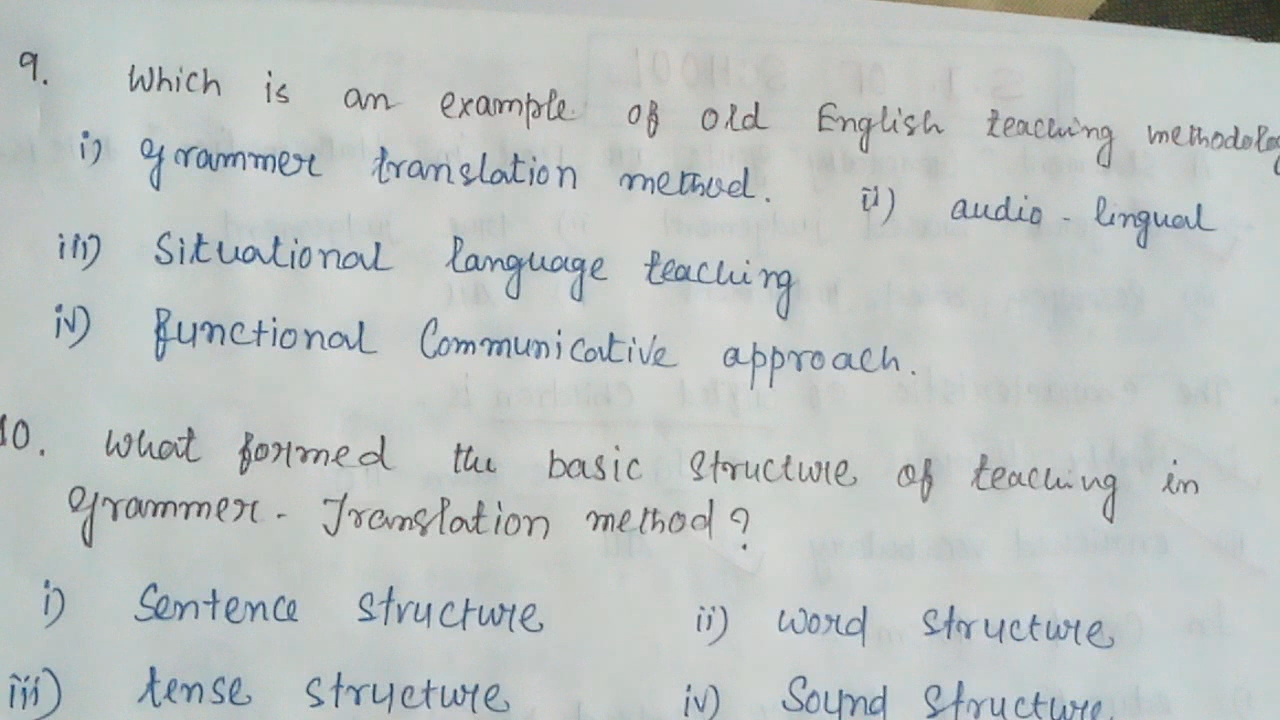 9. Which is an example of old English teaching
i) grammer translation method. ii) audio - lingual
iii) Situational language teaching
iv) functional Communicative approach.
10. What formed the basic structure of teaching in
grammer - Translation method?
i) Sentence structure ii) word structure
iii) tense structure iv) Sound structure